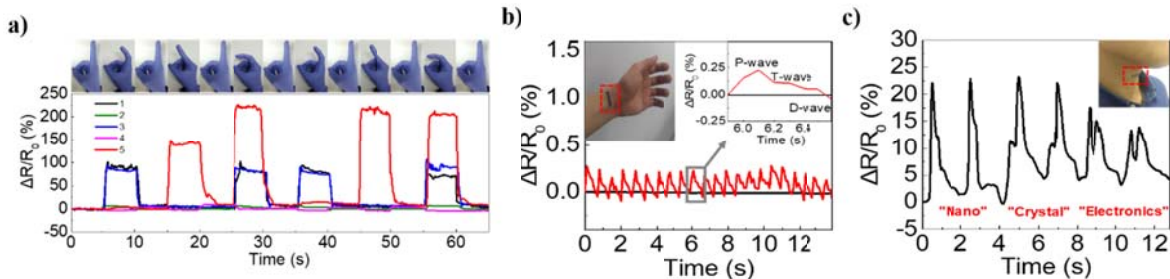 a)
250
200
150
100
50
0
-50
ΔR/R0 (%)
1
2
3
4
5
0 10 20 30 40 50 60
Time (s)
b)
1.5
1.0
0.5
0.0
ΔR/R0 (%)
0.25
0.00
-0.25
ΔR/R0 (%)
P-wave
T-wave
D-wave
6.0 6.2 6.4
Time (s)
0 2 4 6 8 10 12
Time (s)
c)
30
25
20
15
10
5
0
-5
ΔR/R0 (%)
"Nano" "Crystal" "Electronics"
0 2 4 6 8 10 12
Time (s)